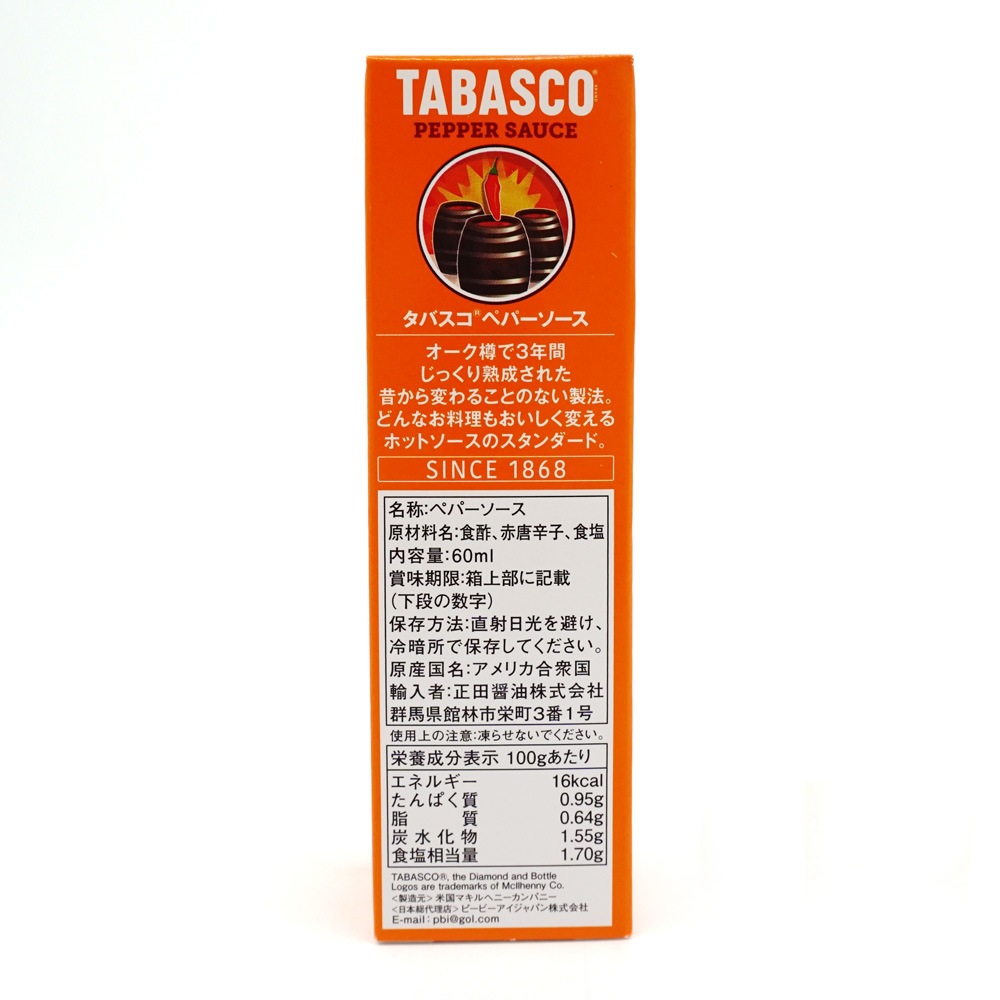 TABASCO®
PEPPER SAUCE
タバスコ®ペパーソース
オーク樽で3年間
じっくり熟成された
昔から変わることのない製法。
どんなお料理もおいしく変える
ホットソースのスタンダード。
SINCE 1868
名称:ペパーソース
原材料名:食酢、赤唐辛子、食塩
内容量:60ml
賞味期限:箱上部に記載
(下段の数字)
保存方法:直射日光を避け、
冷暗所で保存してください。
原産国名:アメリカ合衆国
輸入者:正田醤油株式会社
群馬県館林市栄町3番1号
使用上の注意:凍らせないでください。
栄養成分表示 100gあたり
エネルギー 16kcal
たんぱく質 0.95g
脂質 0.64g
炭水化物 1.55g
食塩相当量 1.70g
TABASCO®, the Diamond and Bottle
Logos are trademarks of McIlhenny Co.
<製造元>米国マキルヘニーカンパニー
<日本総代理店>ピービーアイジャパン株式会社
E-mail:pbi@gol.com